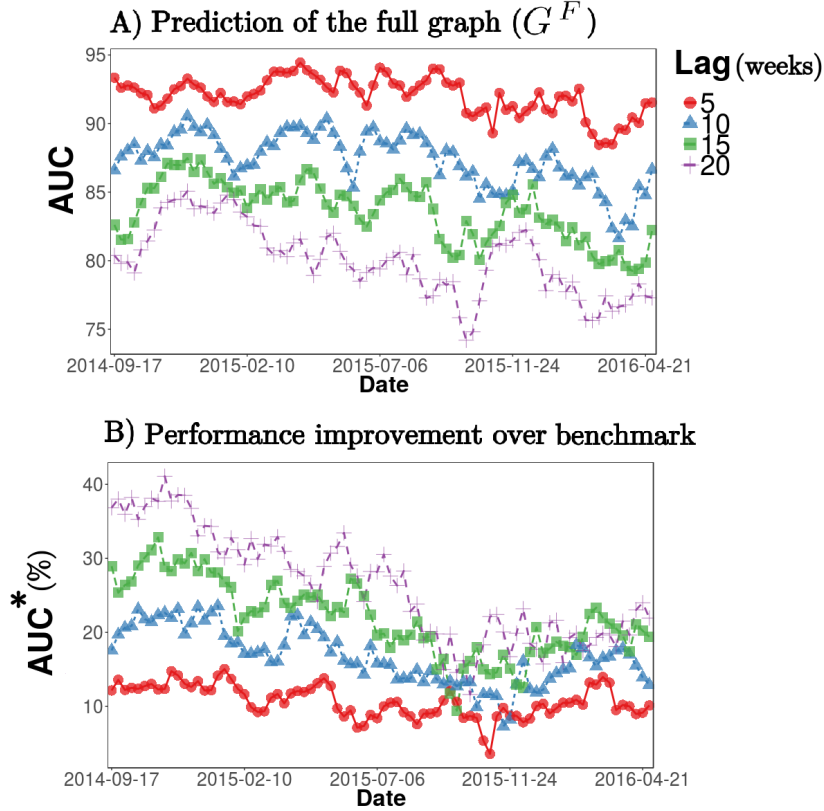 A) Prediction of the full graph (G^F)
95
90
85
80
75
AUC
2014-09-17 2015-02-10 2015-07-06 2015-11-24 2016-04-21
Date
Lag (weeks)
5
10
15
20
B) Performance improvement over benchmark
40
30
20
10
AUC* (%)
2014-09-17 2015-02-10 2015-07-06 2015-11-24 2016-04-21
Date